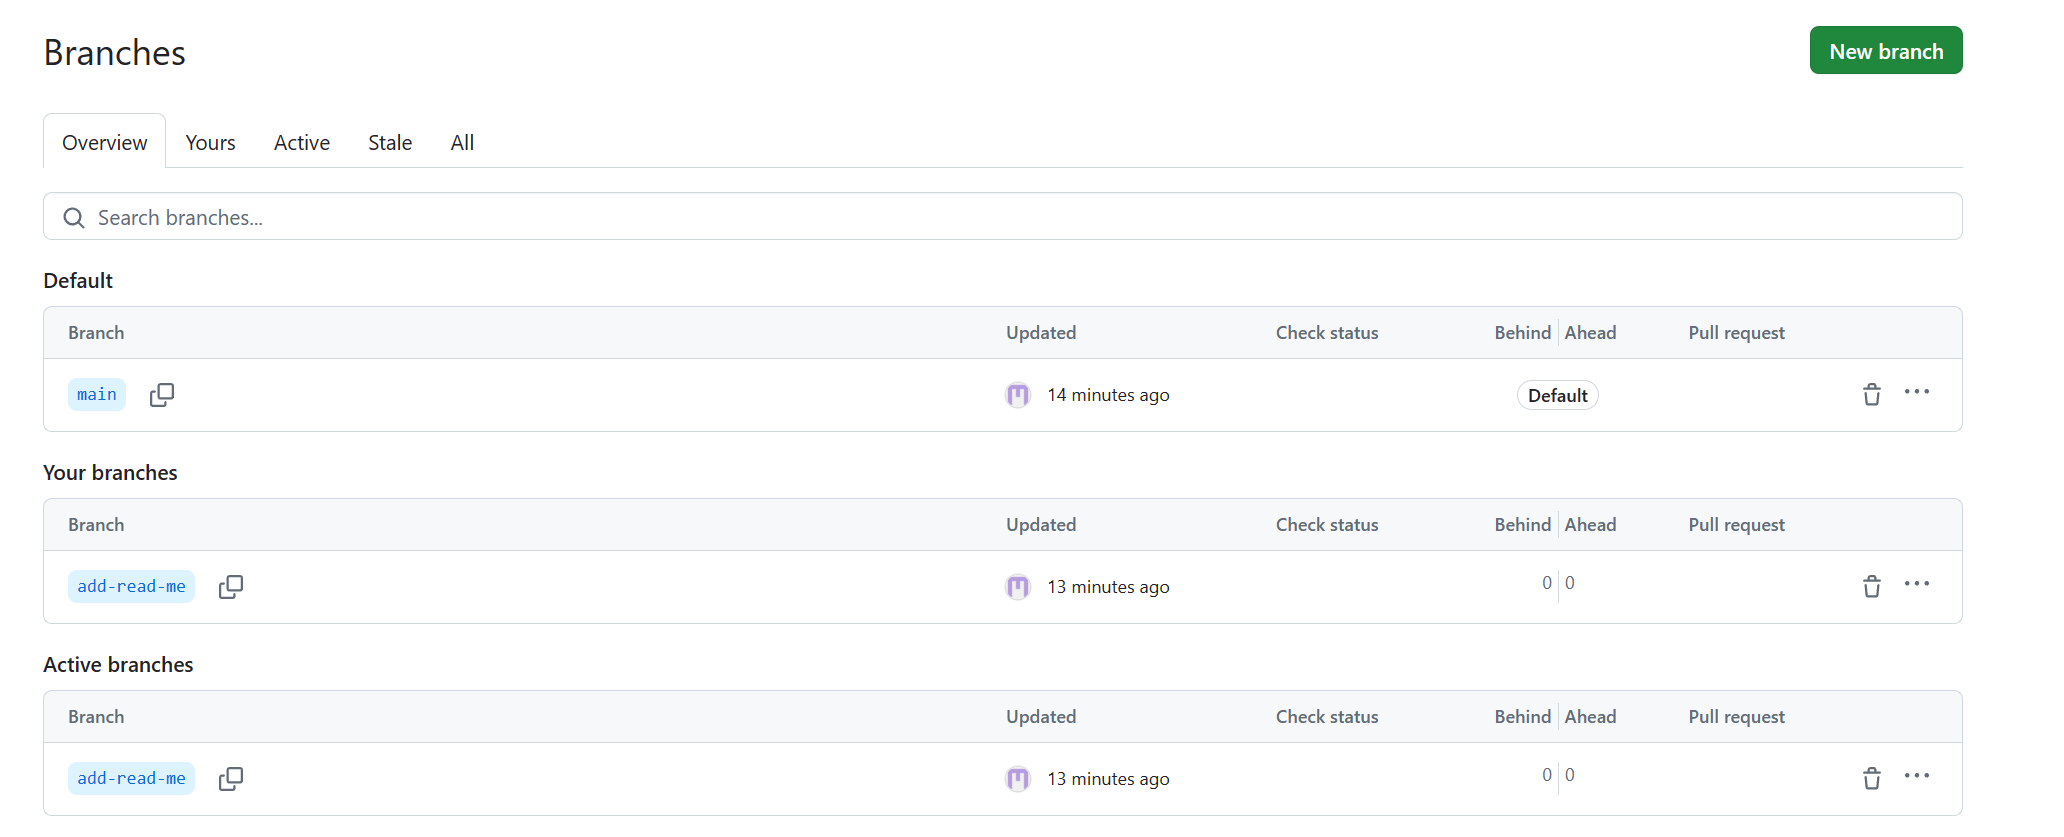 Branches
New branch
Overview Yours Active Stale All
Search branches...
Default
Branch Updated Check status Behind Ahead Pull request
main 14 minutes ago Default
Your branches
Branch Updated Check status Behind Ahead Pull request
add-read-me 13 minutes ago 0 0
Active branches
Branch Updated Check status Behind Ahead Pull request
add-read-me 13 minutes ago 0 0